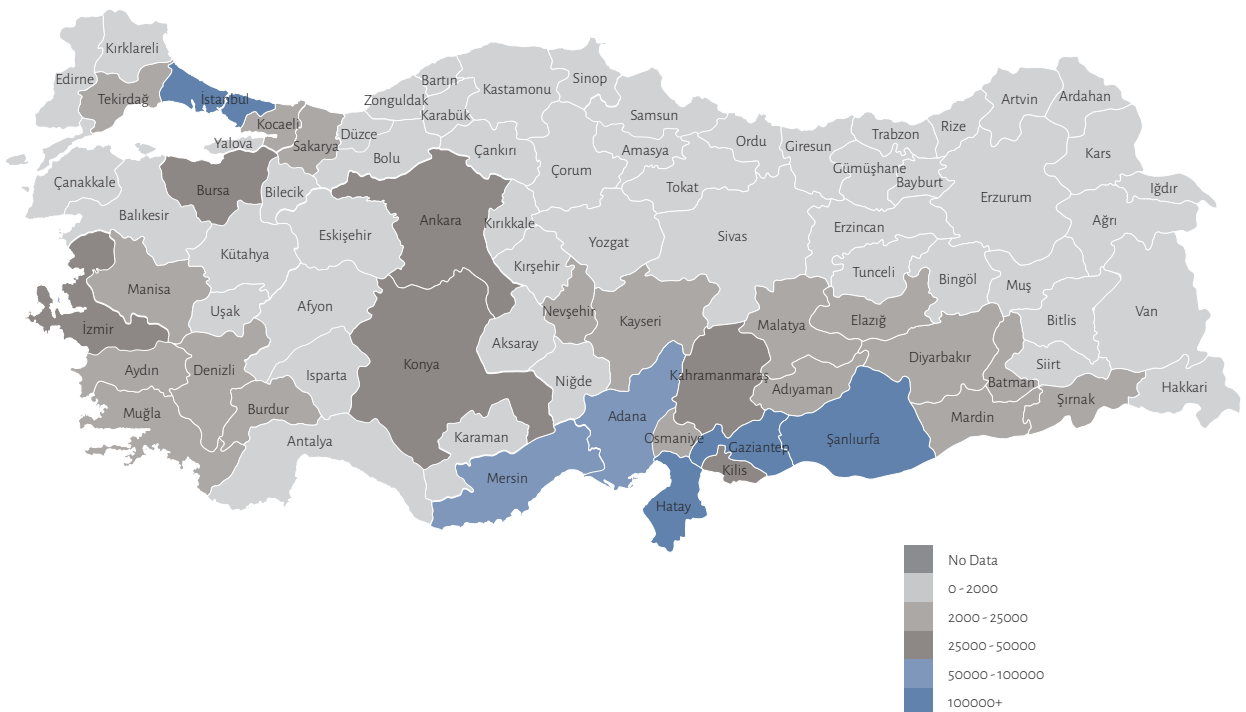 Kırklareli
Edirne
Tekirdağ
İstanbul
Kocaeli
Yalova
Sakarya
Düzce
Zonguldak
Bartın
Karabük
Kastamonu
Sinop
Samsun
Bolu
Çankırı
Çorum
Amasya
Tokat
Ordu
Giresun
Trabzon
Gümüşhane
Bayburt
Rize
Artvin
Ardahan
Kars
Iğdır
Ağrı
Erzurum
Erzincan
Çanakkale
Balıkesir
Bursa
Bilecik
Eskişehir
Kütahya
Ankara
Kırıkkale
Kırşehir
Yozgat
Sivas
Tunceli
Bingöl
Muş
Bitlis
Van
Manisa
İzmir
Uşak
Afyon
Nevşehir
Kayseri
Malatya
Elazığ
Diyarbakır
Batman
Siirt
Şırnak
Hakkari
Aydın
Denizli
Isparta
Konya
Aksaray
Niğde
Kahramanmaraş
Adıyaman
Mardin
Muğla
Burdur
Antalya
Karaman
Mersin
Adana
Osmaniye
Gaziantep
Şanlıurfa
Kilis
Hatay
No Data
0 - 2000
2000 - 25000
25000 - 50000
50000 - 100000
100000+